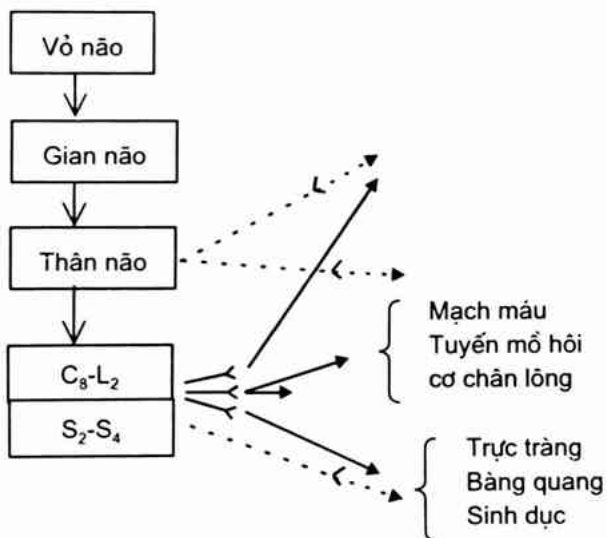 Vỏ não
Gian não
Thân não
Mạch máu
Tuyến mồ hôi
cơ chân lông
C₈-L₂
S₂-S₄
Trực tràng
Bàng quang
Sinh dục